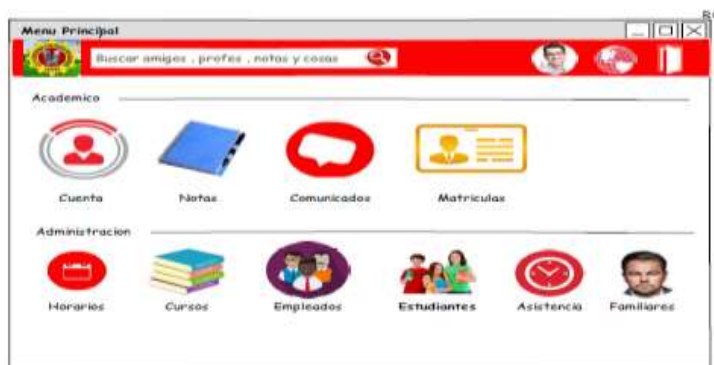 Menu Principal
Buscar amigos , profes , notas y cosas
Academico
Cuenta Notas Comunicados Matriculas
Administracion
Horarios Cursos Empleados Estudiantes Asistencia Familiares